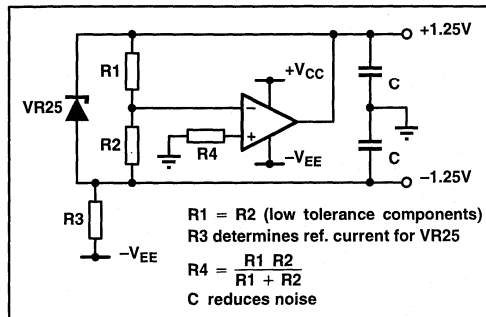 +1.25V
R1
+VCC
C
VR25
−
+
R2
R4
−VEE
C
−1.25V
R3
−VEE
R1 = R2 (low tolerance components)
R3 determines ref. current for VR25
R4 = R1 R2 / R1 + R2
C reduces noise